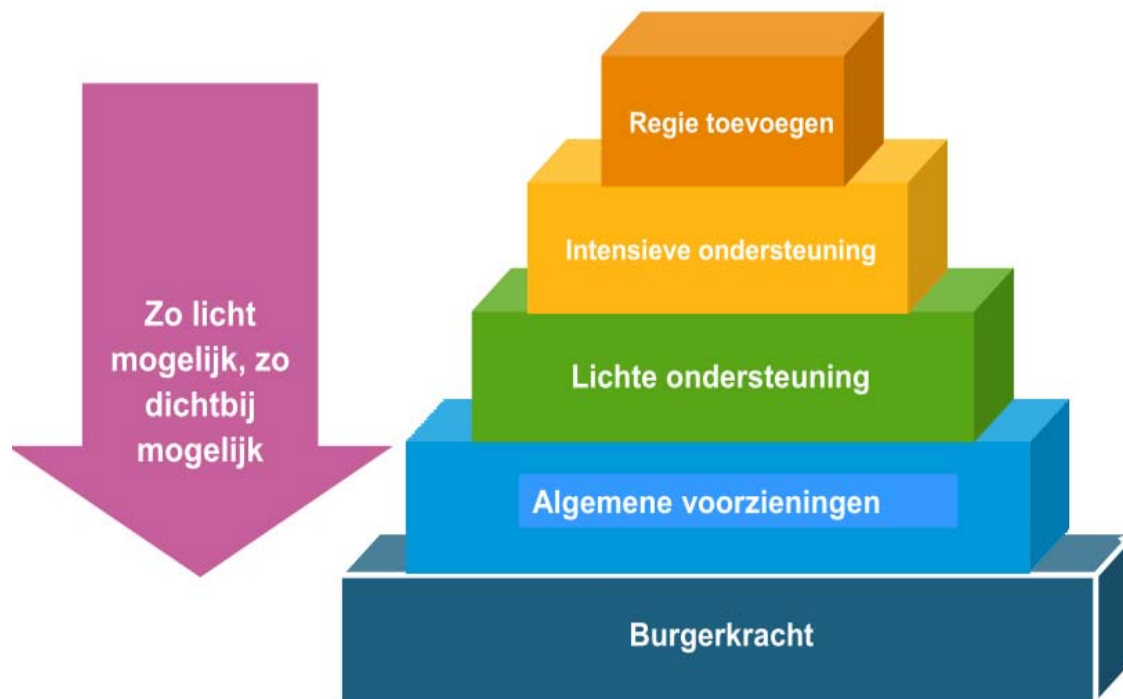 Zo licht
mogelijk, zo
dichtbij
mogelijk
Regie toevoegen
Intensieve ondersteuning
Lichte ondersteuning
Algemene voorzieningen
Burgerkracht